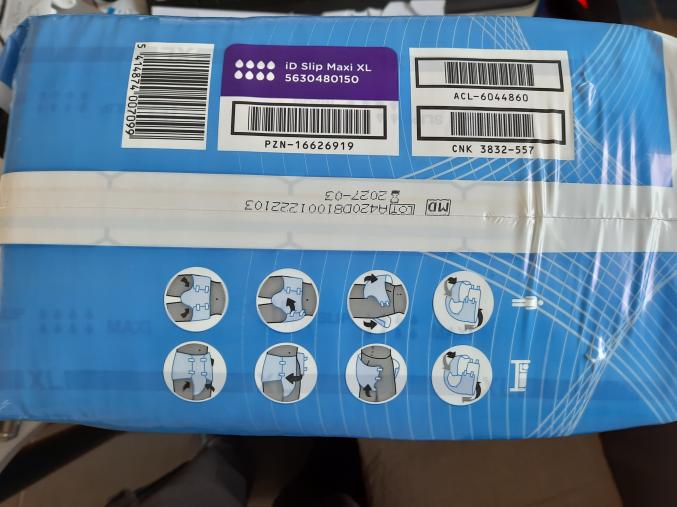 5 414874 007099
iD Slip Maxi XL
5630480150
PZN-16626919
ACL-6044860
CNK 3832-557
MD LOT A420D81001222103
2027-03